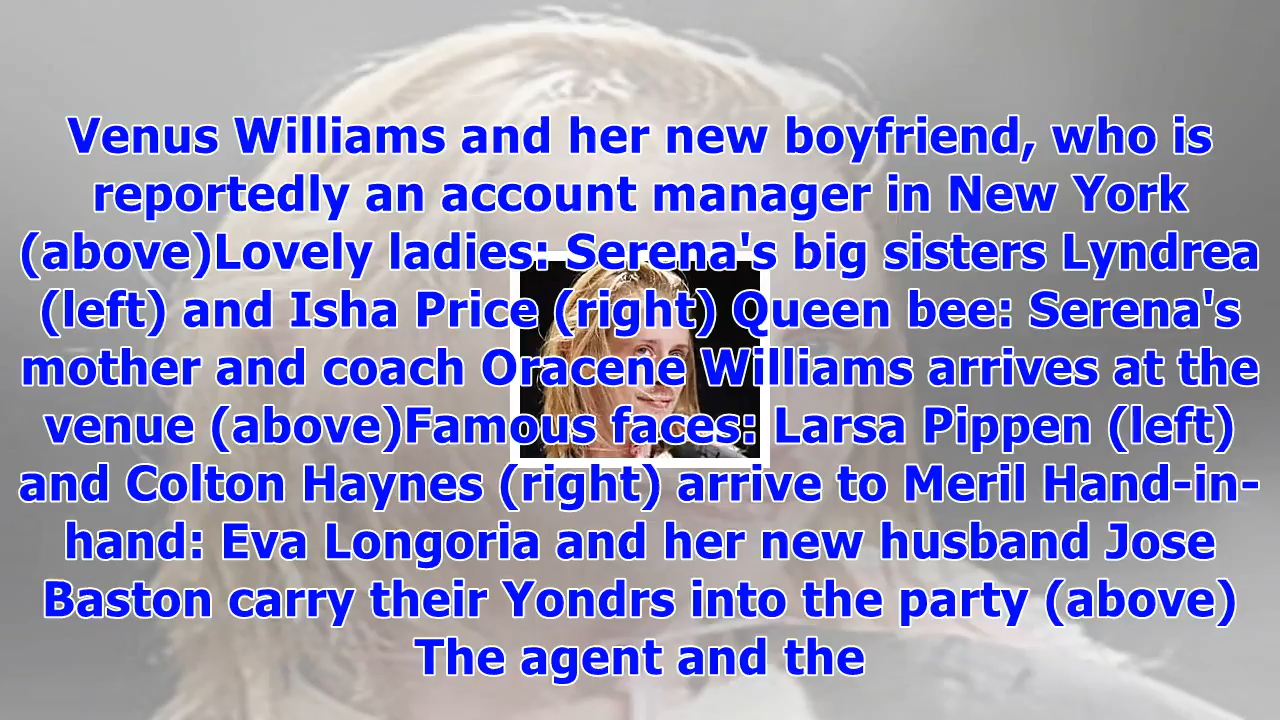 Venus Williams and her new boyfriend, who is
reportedly an account manager in New York
(above)Lovely ladies: Serena's big sisters Lyndrea
(left) and Isha Price (right) Queen bee: Serena's
mother and coach Oracene Williams arrives at the
venue (above)Famous faces: Larsa Pippen (left)
and Colton Haynes (right) arrive to Meril Hand-in-
hand: Eva Longoria and her new husband Jose
Baston carry their Yondrs into the party (above)
The agent and the